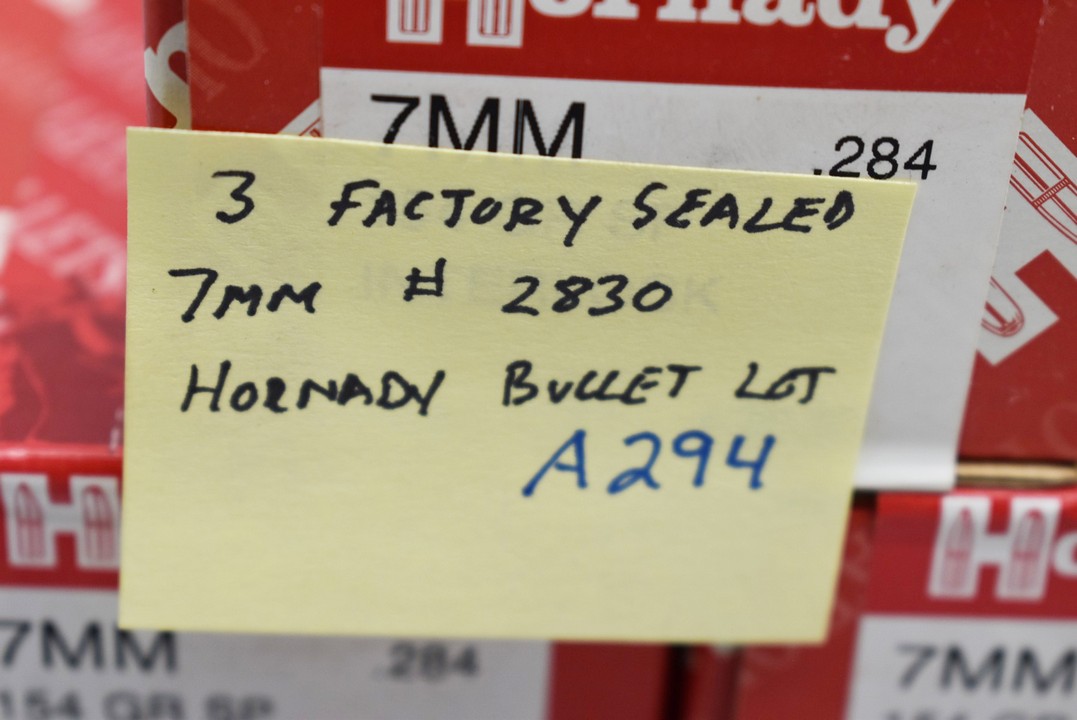 Hornady
7MM .284
3 FACTORY SEALED
7MM # 2830
HORNADY BULLET LOT
A294
H
H
7MM .284
154 GR SP
7MM